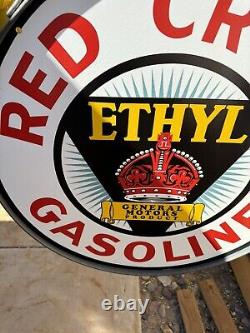 RED CR
ETHYL
GENERAL
MOTORS
PRODUCT
GASOLINE